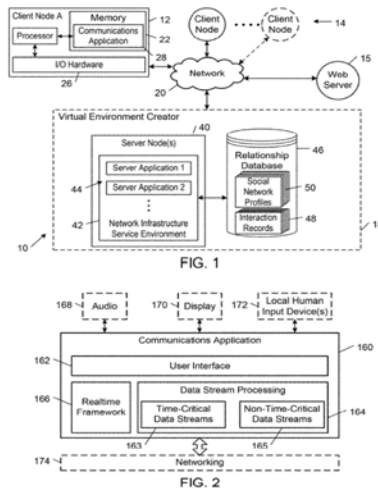 Client Node A
Memory
12
Processor
Communications
Application
22
28
I/O Hardware
26
Client
Node
Client
Node
14
Network
20
Web
Server
15
Virtual Environment Creator
40
Server Node(s)
Server Application 1
44
Server Application 2
42
Network Infrastructure
Service Environment
46
Relationship
Database
Social
Network
Profiles
50
Interaction
Records
48
10
FIG. 1
168
Audio
170
Display
172
Local Human
Input Device(s)
Communications Application
160
162
User Interface
166
Realtime
Framework
Data Stream Processing
Time-Critical
Data Streams
Non-Time-Critical
Data Streams
164
163
165
174
Networking
FIG. 2